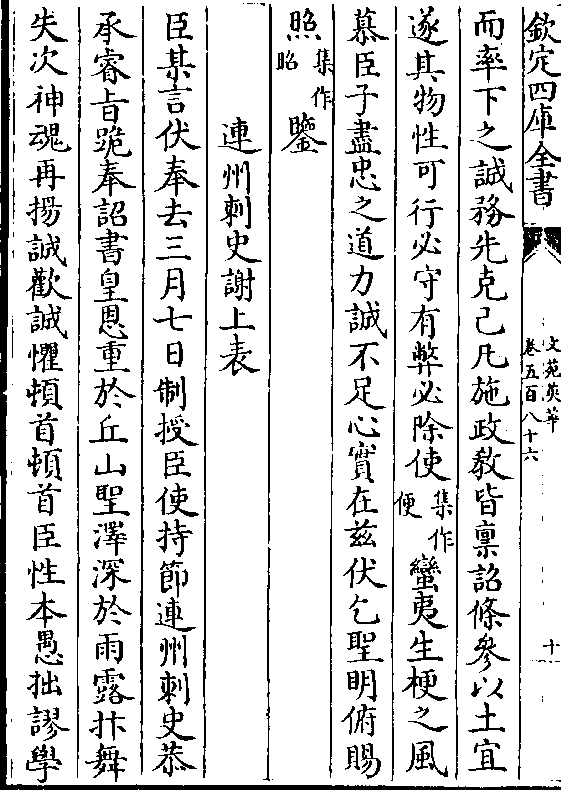 欽定四庫全書
文苑英華
卷五百八十六
十
而率下之誠務先克己凡施政教皆稟詔條參以土宜
遂其物性可行必守有弊必除使集作便蠻夷生梗之風
慕臣子盡忠之道力誠不足心實在兹伏乞聖明俯賜
照集作昭鑒
連州刺史謝上表
臣某言伏奉去三月七日制授臣使持節連州刺史恭
承睿旨跪奉詔書皇恩重於丘山聖澤深於雨露抃舞
失次神魂再揚誠歡誠懼頓首頓首臣性本愚拙謬學